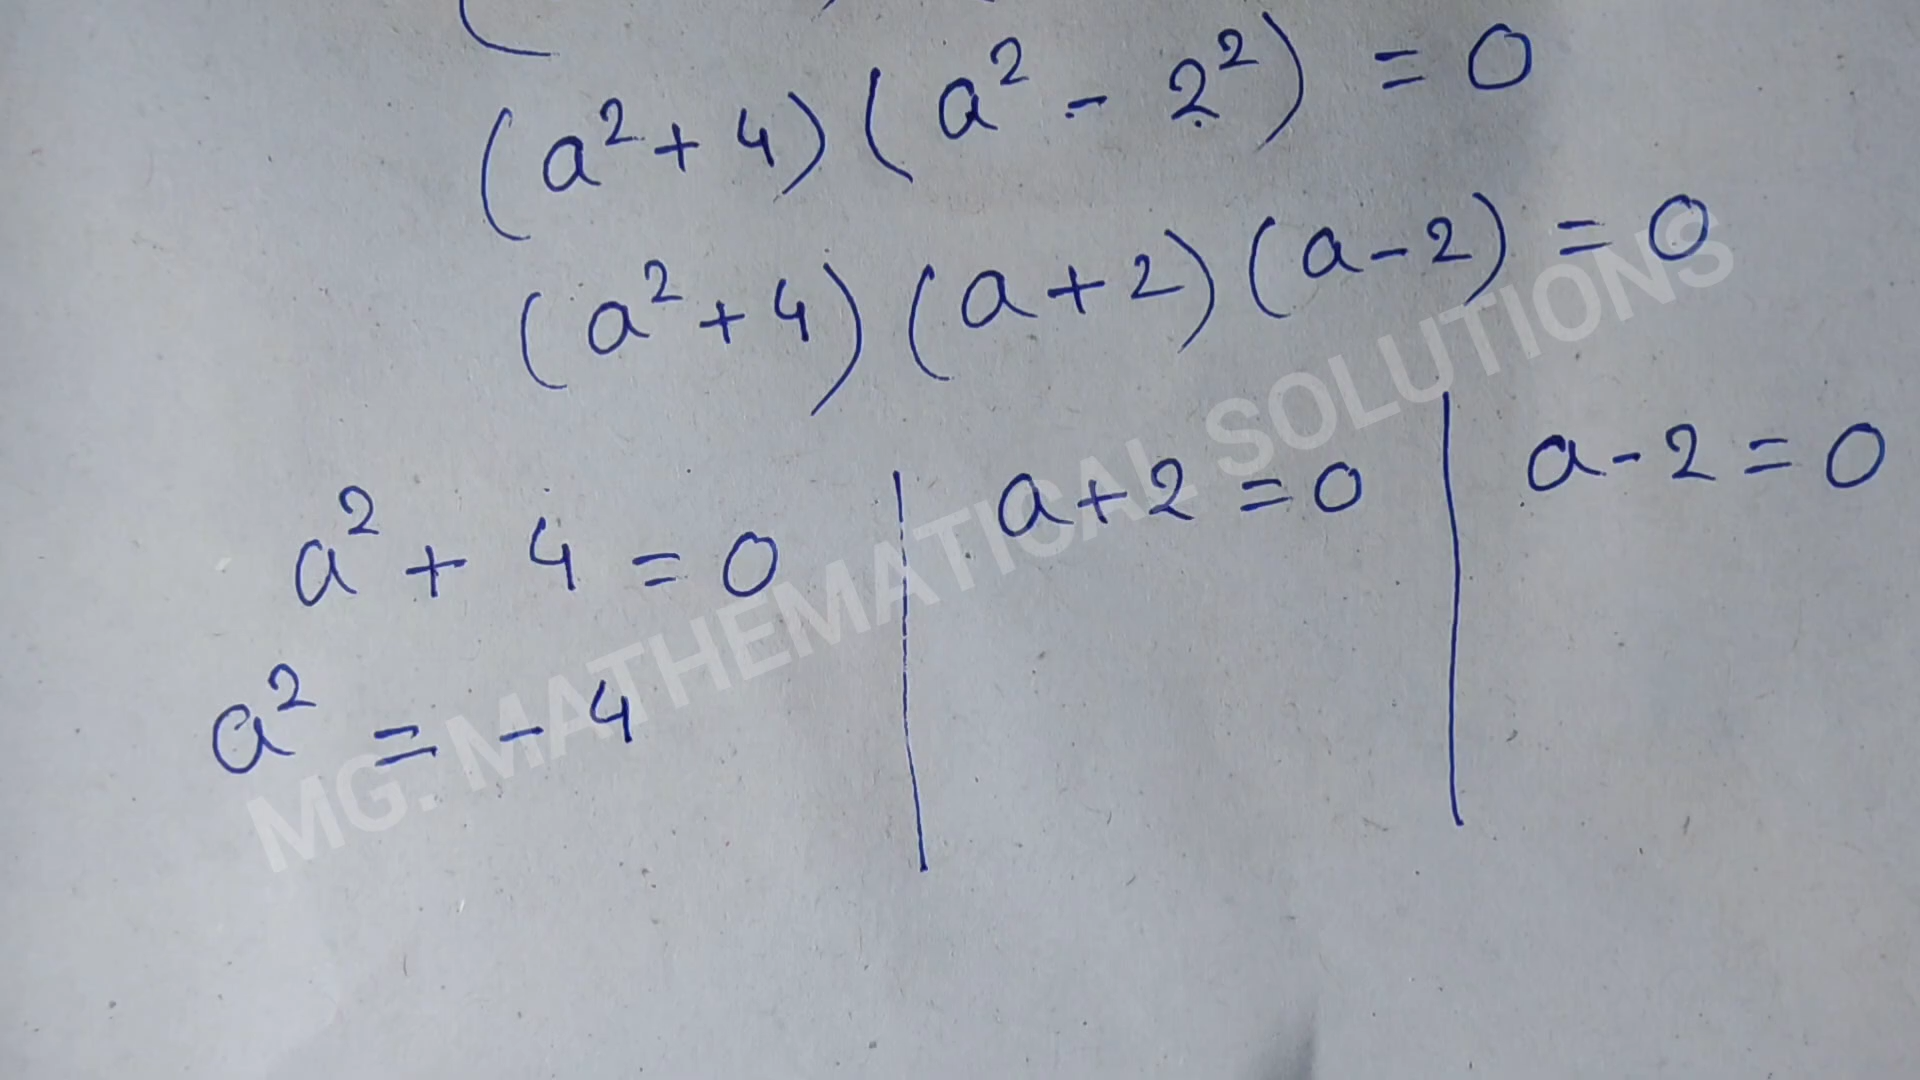 (a² + 4) (a² - 2²) = 0
(a² + 4) (a + 2) (a - 2) = 0
a² + 4 = 0 | a + 2 = 0 | a - 2 = 0
a² = - 4
MG. MATHEMATICAL SOLUTIONS